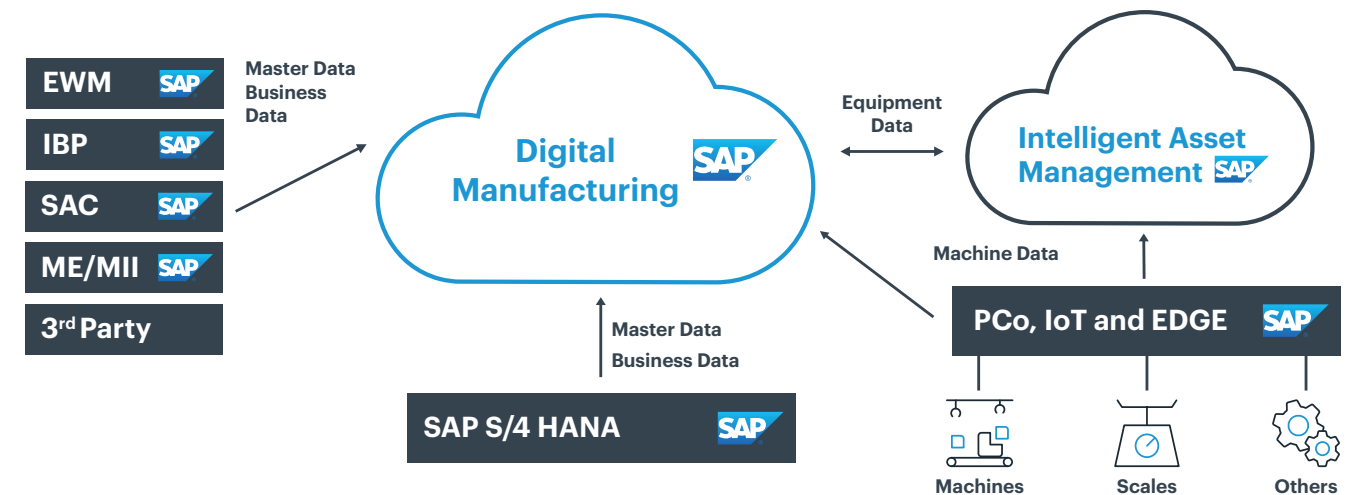 EWM SAP
IBP SAP
SAC SAP
ME/MII SAP
3rd Party
Master Data
Business
Data
Digital
Manufacturing
SAP
®
Equipment
Data
Intelligent Asset
Management SAP
Machine Data
Master Data
Business Data
SAP S/4 HANA SAP
PCo, IoT and EDGE SAP
Machines
Scales
Others